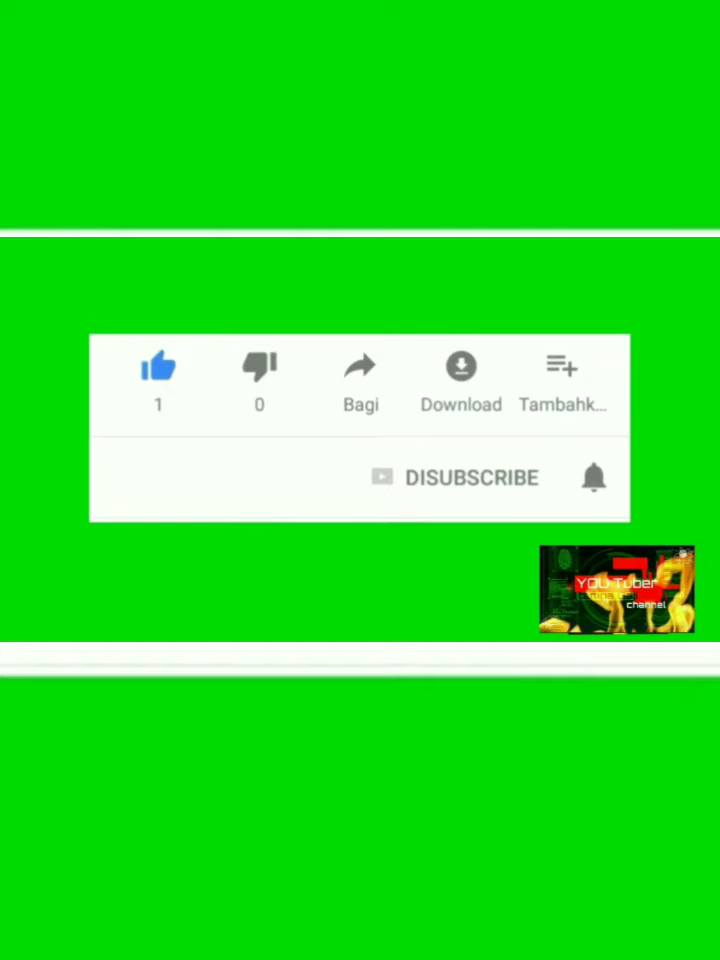 1
0
Bagi
Download
Tambahk...
DISUBSCRIBE
YOU Tuber
channel